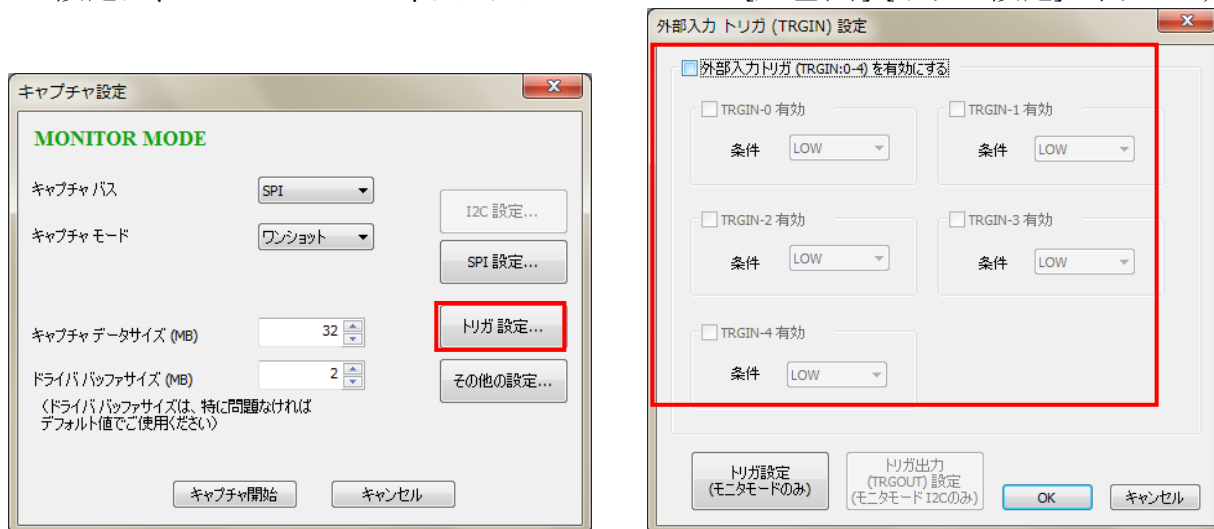 キャプチャ設定
MONITOR MODE
キャプチャ バス
SPI
I2C 設定...
キャプチャ モード
ワンショット
SPI 設定...
キャプチャ データサイズ (MB)
32
トリガ 設定...
ドライバ バッファサイズ (MB)
2
その他の設定...
(ドライバ バッファサイズは、特に問題なければ
デフォルト値でご使用ください)
キャプチャ開始
キャンセル
外部入力 トリガ (TRGIN) 設定
外部入力トリガ (TRGIN:0-4) を有効にする
TRGIN-0 有効
TRGIN-1 有効
条件 LOW
条件 LOW
TRGIN-2 有効
TRGIN-3 有効
条件 LOW
条件 LOW
TRGIN-4 有効
条件 LOW
トリガ設定
(モニタモードのみ)
トリガ出力
(TRGOUT) 設定
(モニタモード I2Cのみ)
OK
キャンセル